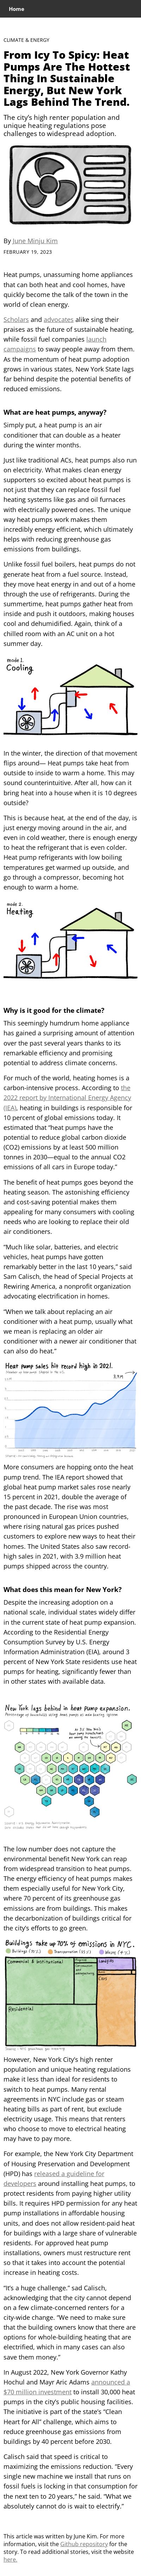 Home
CLIMATE & ENERGY
From Icy To Spicy: Heat
Pumps Are The Hottest
Thing In Sustainable
Energy, But New York
Lags Behind The Trend.
The city's high renter population and
unique heating regulations pose
challenges to widespread adoption.
By June Minju Kim
FEBRUARY 19, 2023
Heat pumps, unassuming home appliances
that can both heat and cool homes, have
quickly become the talk of the town in the
world of clean energy.
Scholars and advocates alike sing their
praises as the future of sustainable heating,
while fossil fuel companies launch
campaigns to sway people away from them.
As the momentum of heat pump adoption
grows in various states, New York State lags
far behind despite the potential benefits of
reduced emissions.
What are heat pumps, anyway?
Simply put, a heat pump is an air
conditioner that can double as a heater
during the winter months.
Just like traditional ACs, heat pumps also run
on electricity. What makes clean energy
supporters so excited about heat pumps is
not just that they can replace fossil fuel
heating systems like gas and oil furnaces
with electrically powered ones. The unique
way heat pumps work makes them
incredibly energy efficient, which ultimately
helps with reducing greenhouse gas
emissions from buildings.
Unlike fossil fuel boilers, heat pumps do not
generate heat from a fuel source. Instead,
they move heat energy in and out of a home
through the use of refrigerants. During the
summertime, heat pumps gather heat from
inside and push it outdoors, making houses
cool and dehumidified. Again, think of a
chilled room with an AC unit on a hot
summer day.
mode 1.
Cooling
In the winter, the direction of that movement
flips around— Heat pumps take heat from
outside to inside to warm a home. This may
sound counterintuitive. After all, how can it
bring heat into a house when it is 10 degrees
outside?
This is because heat, at the end of the day, is
just energy moving around in the air, and
even in cold weather, there is enough energy
to heat the refrigerant that is even colder.
Heat pump refrigerants with low boiling
temperatures get warmed up outside, and
go through a compressor, becoming hot
enough to warm a home.
mode 2.
Heating
Why is it good for the climate?
This seemingly humdrum home appliance
has gained a surprising amount of attention
over the past several years thanks to its
remarkable efficiency and promising
potential to address climate concerns.
For much of the world, heating homes is a
carbon-intensive process. According to the
2022 report by International Energy Agency
(IEA), heating in buildings is responsible for
10 percent of global emissions today. It
estimated that “heat pumps have the
potential to reduce global carbon dioxide
(CO2) emissions by at least 500 million
tonnes in 2030—equal to the annual CO2
emissions of all cars in Europe today.”
The benefit of heat pumps goes beyond the
heating season. The astonishing efficiency
and cost-saving potential makes them
appealing for many consumers with cooling
needs who are looking to replace their old
air conditioners.
“Much like solar, batteries, and electric
vehicles, heat pumps have gotten
remarkably better in the last 10 years,” said
Sam Calisch, the head of Special Projects at
Rewiring America, a nonprofit organization
advocating electrification in homes.
“When we talk about replacing an air
conditioner with a heat pump, usually what
we mean is replacing an older air
conditioner with a newer air conditioner that
can also do heat.”
Heat pump sales hit record high in 2021.
More consumers are hopping onto the heat
pump trend. The IEA report showed that
global heat pump market sales rose nearly
15 percent in 2021, double the average of
the past decade. The rise was most
pronounced in European Union countries,
where rising natural gas prices pushed
customers to explore new ways to heat their
homes. The United States also saw record-
high sales in 2021, with 3.9 million heat
pumps shipped across the country.
What does this mean for New York?
Despite the increasing adoption on a
national scale, individual states widely differ
in the current state of heat pump expansion.
According to the Residential Energy
Consumption Survey by U.S. Energy
Information Administration (EIA), around 3
percent of New York State residents use heat
pumps for heating, significantly fewer than
in other states with available data.
New York lags behind in heat pump expansion.
The low number does not capture the
environmental benefit New York can reap
from widespread transition into heat pumps.
The energy efficiency of heat pumps makes
them especially useful for New York City,
where 70 percent of its greenhouse gas
emissions are from buildings. This makes
the decarbonization of buildings critical for
the city's efforts to go green.
Buildings take up 70% of emissions in NYC.
Commercial & Institutional
Residential
However, New York City's high renter
population and unique heating regulations
make it less than ideal for residents to
switch to heat pumps. Many rental
agreements in NYC include gas or steam
heating bills as part of rent, but exclude
electricity usage. This means that renters
who choose to move to electrical heating
may have to pay more.
For example, the New York City Department
of Housing Preservation and Development
(HPD) has released a guideline for
developers around installing heat pumps, to
protect residents from paying higher utility
bills. It requires HPD permission for any heat
pump installations in affordable housing
units, and does not allow resident paid heat
for buildings with a large share of vulnerable
residents. For approved heat pump
installations, owners must restructure rent
so that it takes into account the potential
increase in heating costs.
“It's a huge challenge.” sad Calisch,
acknowledging that the city cannot depend
on a few climate-concerned renters for a
city-wide change. “We need to make sure
that the building owners know that there are
options for whole-building heating that are
electrified, which in many cases can also
save them money.”
In August 2022, New York Governor Kathy
Hochul and Mayr Aric Adams announced a
$70 million investment to install 30,000 heat
pumps in the city's public housing facilities.
The initiative is part of the state's “Clean
Heat for All” challenge, which aims to
reduce greenhouse gas emissions from
buildings by 40 percent before 2030.
Calisch said that speed is critical to
maximizing the emissions reduction. “Every
single new machine we install that runs on
fossil fuels is locking in that consumption for
the next ten to 20 years,” he said. “What we
absolutely cannot do is wait to electrify.”
This article was written by June Kim. For more
information, visit the Github repository for this
story. To read additional stories, visit the website
here.